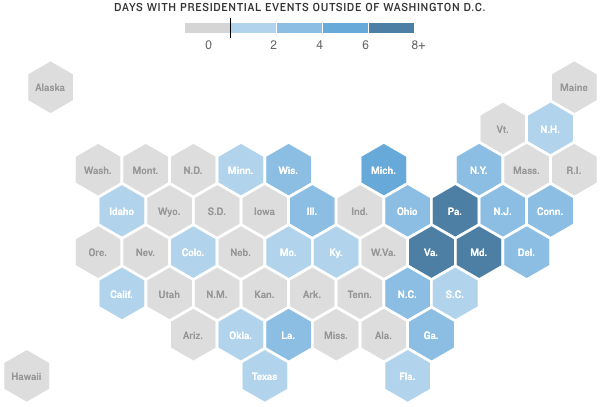 DAYS WITH PRESIDENTIAL EVENTS OUTSIDE OF WASHINGTON D.C.
0 2 4 6 8+
Alaska Maine
Vt. N.H.
Wash. Mont. N.D. Minn. Wis. Mich. N.Y. Mass. R.I.
Idaho Wyo. S.D. Iowa Ill. Ind. Ohio Pa. N.J. Conn.
Ore. Nev. Colo. Neb. Mo. Ky. W.Va. Va. Md. Del.
Calif. Utah N.M. Kan. Ark. Tenn. N.C. S.C.
Ariz. Okla. La. Miss. Ala. Ga.
Hawaii Texas Fla.